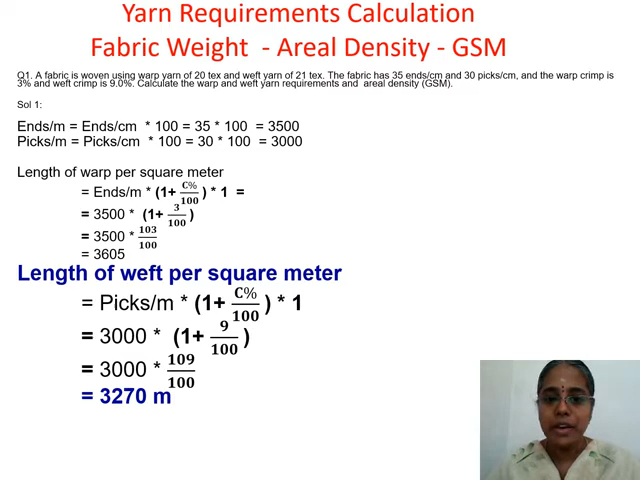 Yarn Requirements Calculation
Fabric Weight - Areal Density - GSM
Q1. A fabric is woven using warp yarn of 20 tex and weft yarn of 21 tex. The fabric has 35 ends/cm and 30 picks/cm, and the warp crimp is
3% and weft crimp is 9.0%. Calculate the warp and weft yarn requirements and areal density (GSM).
Sol 1:
Ends/m = Ends/cm * 100 = 35 * 100 = 3500
Picks/m = Picks/cm * 100 = 30 * 100 = 3000
Length of warp per square meter
= Ends/m * (1+ C%/100 ) * 1 =
= 3500 * (1+ 3/100 )
= 3500 * 103/100
= 3605
Length of weft per square meter
= Picks/m * (1+ C%/100 ) * 1
= 3000 * (1+ 9/100 )
= 3000 * 109/100
= 3270 m